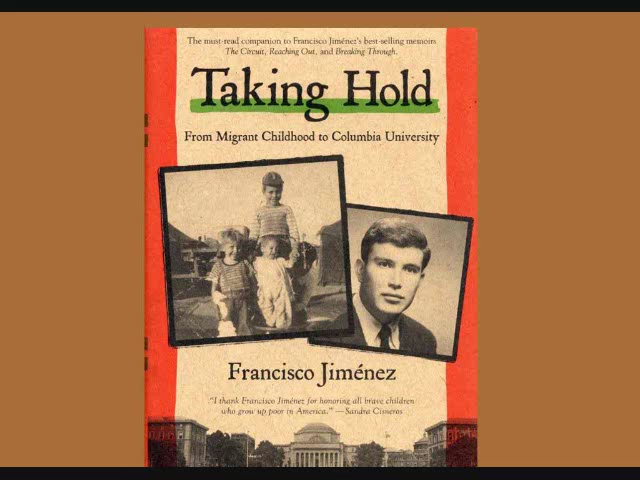 The must-read companion to Francisco Jiménez's best-selling memoirs
The Circuit, Reaching Out, and Breaking Through.
Taking Hold
From Migrant Childhood to Columbia University
Francisco Jiménez
"I thank Francisco Jiménez for honoring all brave children
who grow up poor in America." —Sandra Cisneros